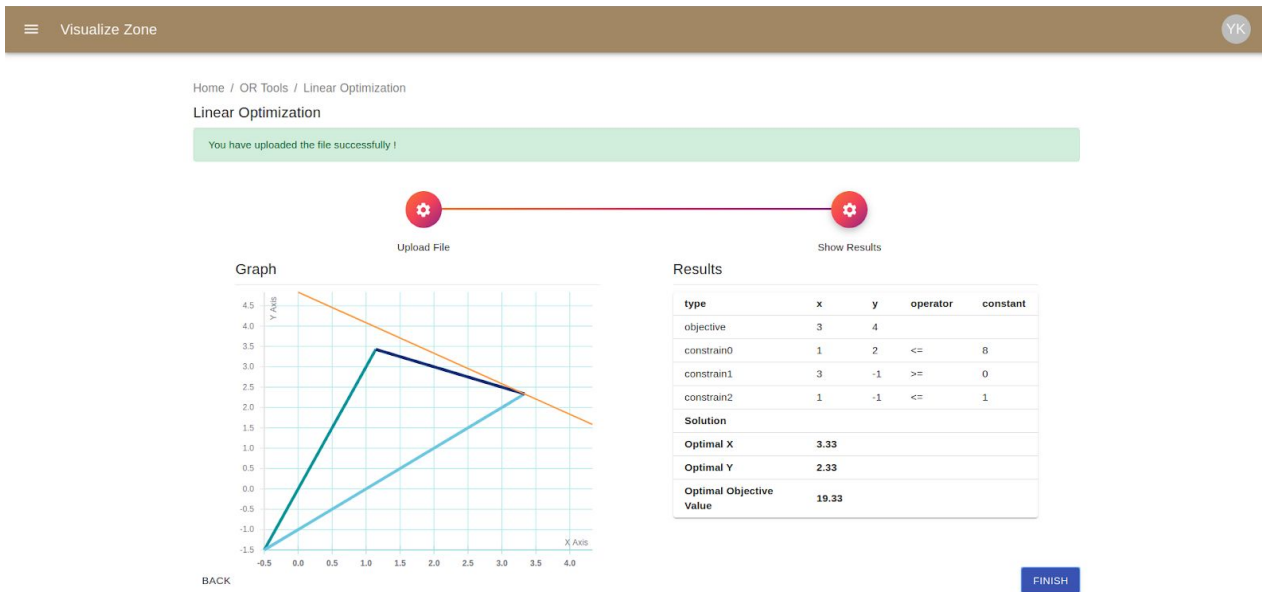 Visualize Zone
YK
Home / OR Tools / Linear Optimization
Linear Optimization
You have uploaded the file successfully !
Upload File
Show Results
Graph
4.5
4.0
3.5
3.0
2.5
2.0
1.5
1.0
0.5
0.0
-0.5
-1.0
-1.5
Y Axis
X Axis
-0.5 0.0 0.5 1.0 1.5 2.0 2.5 3.0 3.5 4.0
Results
type x y operator constant
objective 3 4
constrain0 1 2 <= 8
constrain1 3 -1 >= 0
constrain2 1 -1 <= 1
Solution
Optimal X 3.33
Optimal Y 2.33
Optimal Objective
Value 19.33
BACK
FINISH